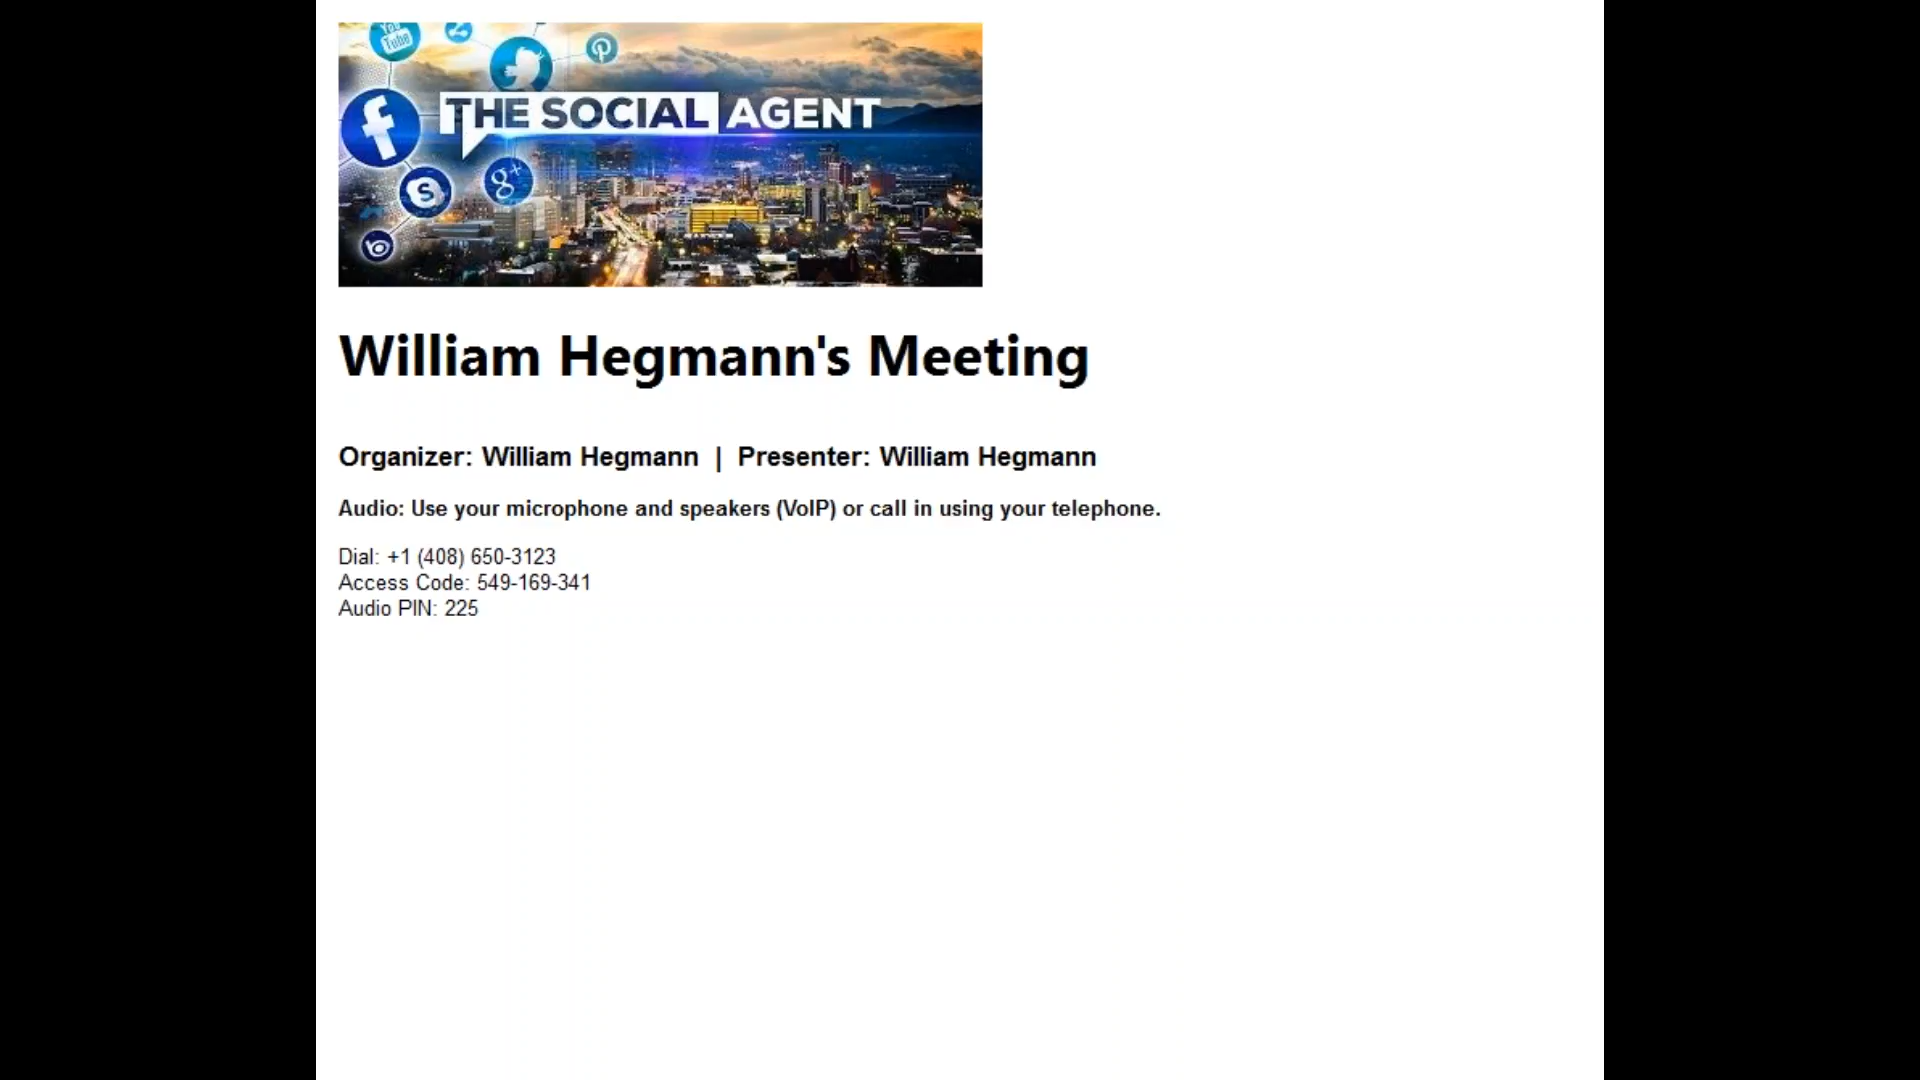 You
Tube
THE SOCIAL AGENT
William Hegmann's Meeting
Organizer: William Hegmann | Presenter: William Hegmann
Audio: Use your microphone and speakers (VoIP) or call in using your telephone.
Dial: +1 (408) 650-3123
Access Code: 549-169-341
Audio PIN: 225